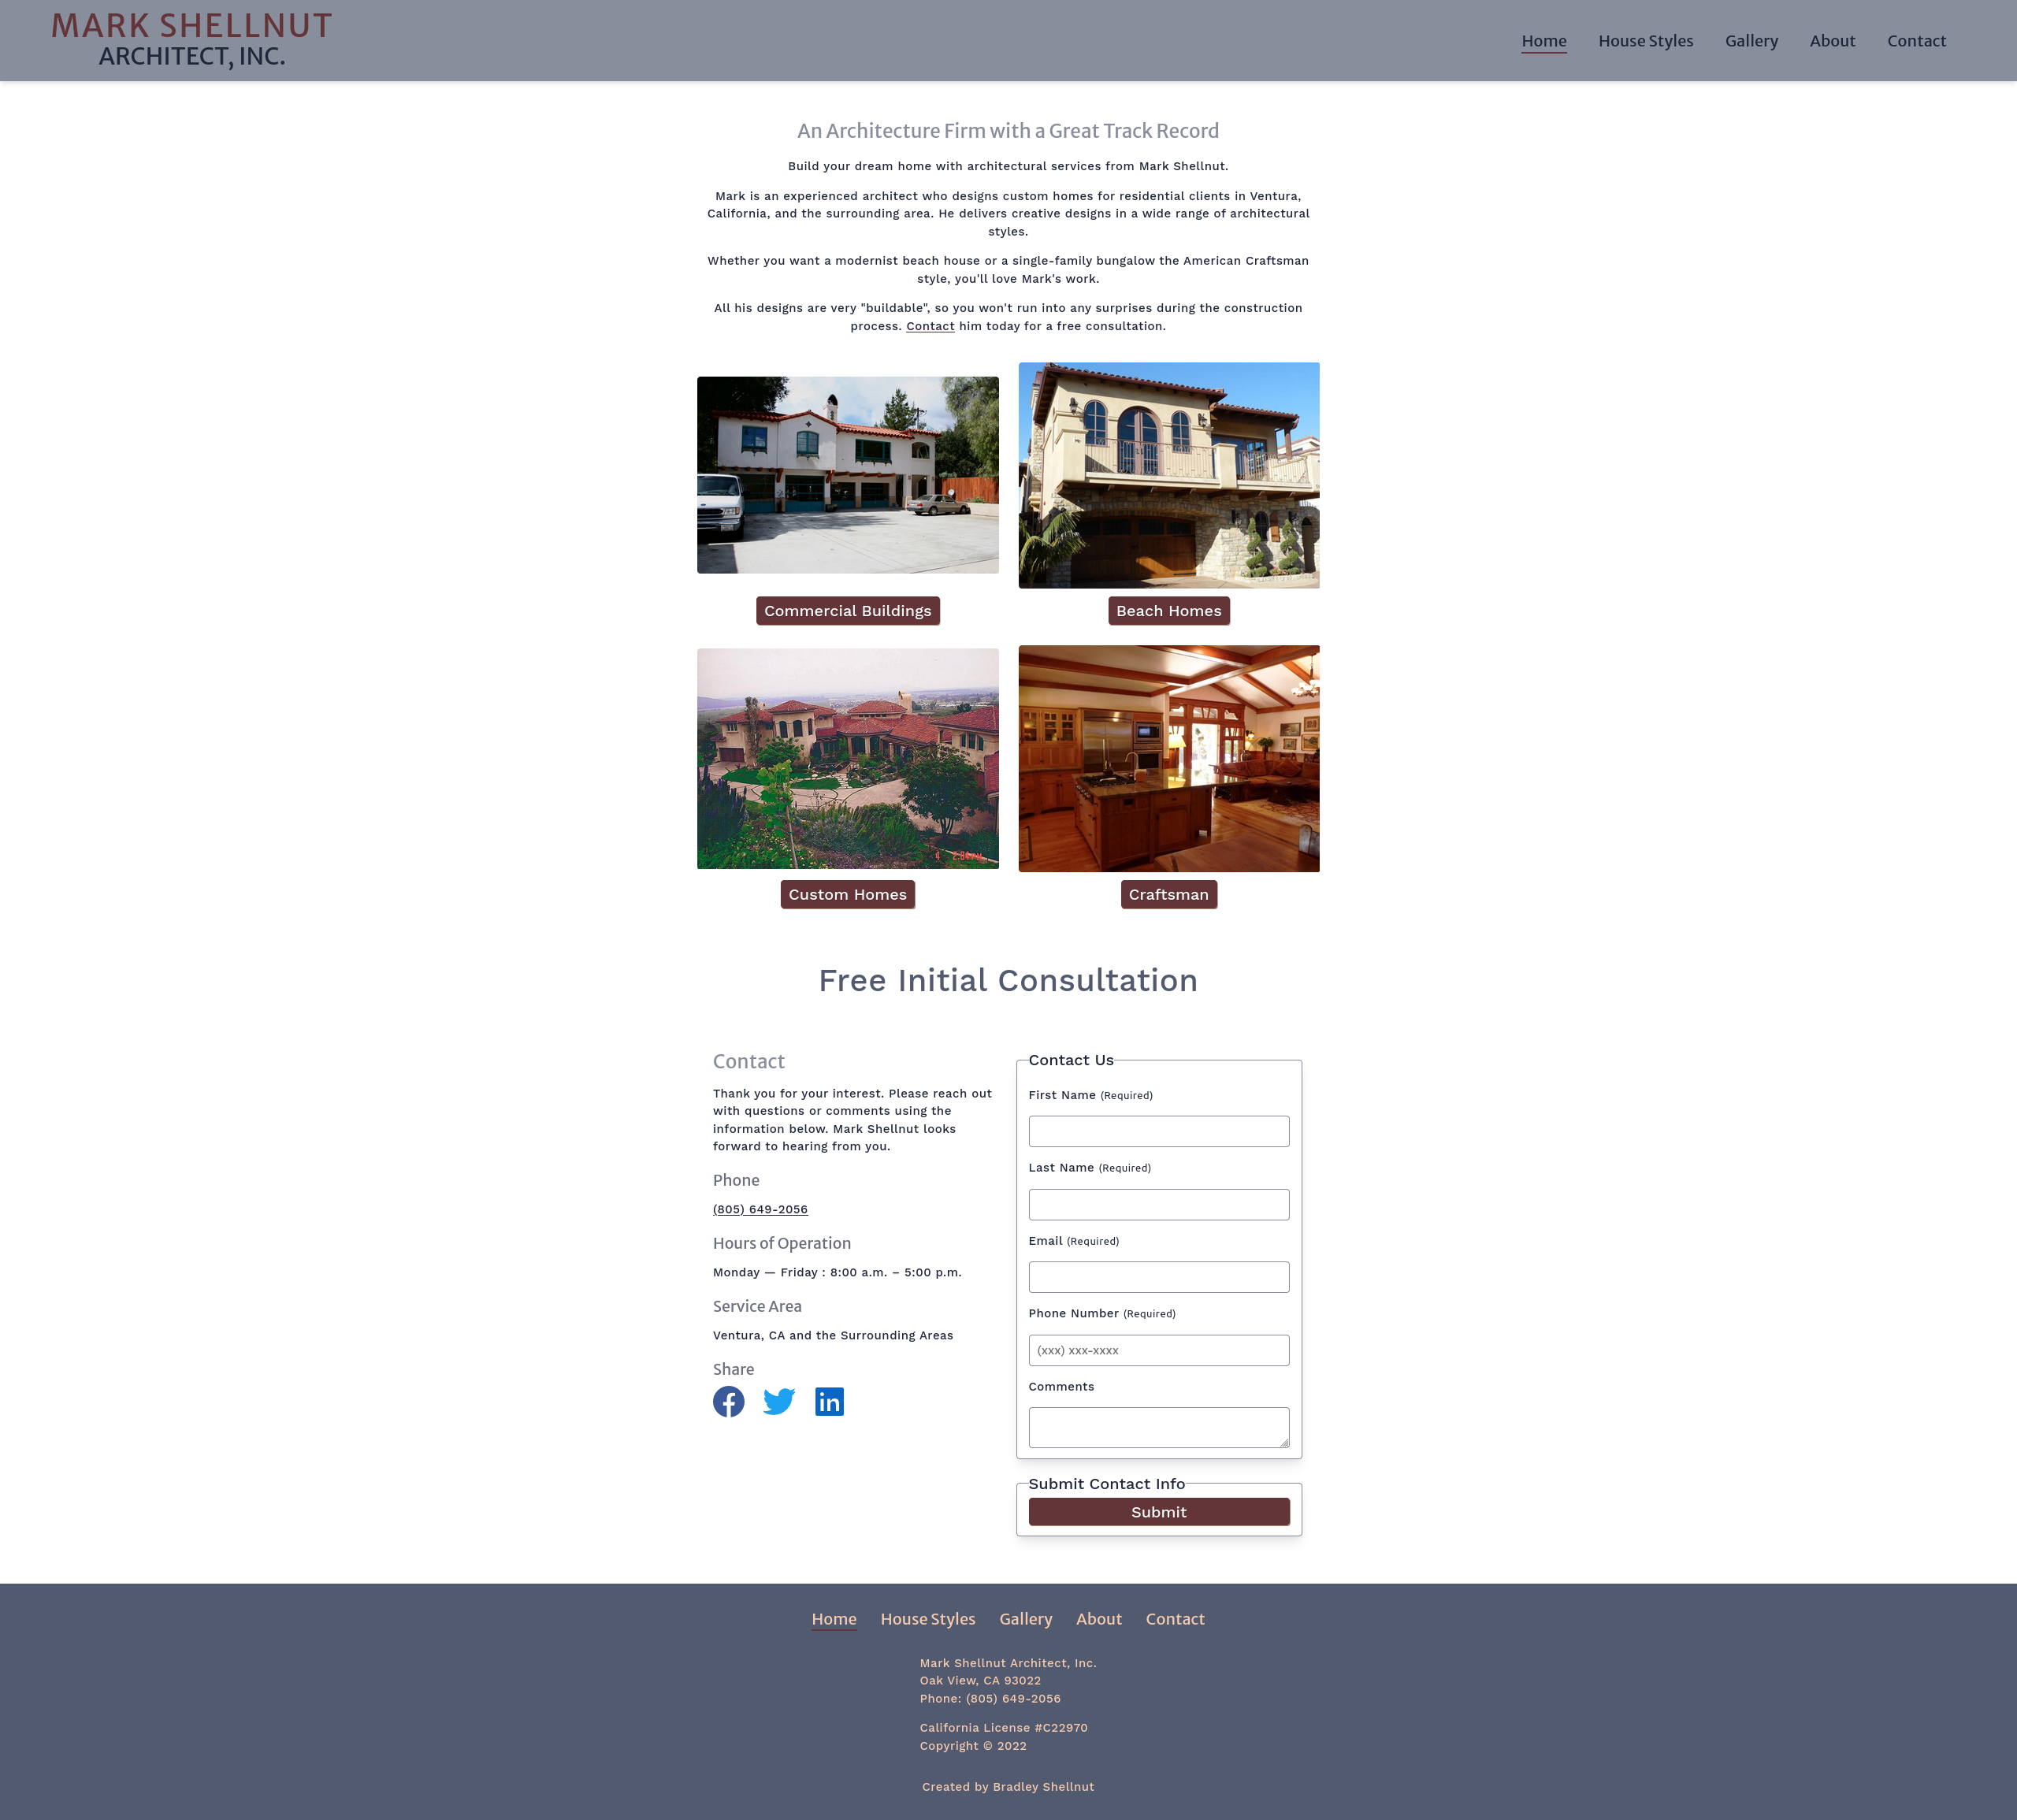 MARK SHELLNUT
ARCHITECT, INC.
Home House Styles Gallery About Contact
An Architecture Firm with a Great Track Record
Build your dream home with architectural services from Mark Shellnut.
Mark is an experienced architect who designs custom homes for residential clients in Ventura,
California, and the surrounding area. He delivers creative designs in a wide range of architectural
styles.
Whether you want a modernist beach house or a single-family bungalow the American Craftsman
style, you'll love Mark's work.
All his designs are very "buildable", so you won't run into any surprises during the construction
process. Contact him today for a free consultation.
Commercial Buildings
Beach Homes
Custom Homes
Craftsman
Free Initial Consultation
Contact
Thank you for your interest. Please reach out
with questions or comments using the
information below. Mark Shellnut looks
forward to hearing from you.
Phone
(805) 649-2056
Hours of Operation
Monday — Friday : 8:00 a.m. – 5:00 p.m.
Service Area
Ventura, CA and the Surrounding Areas
Share
Contact Us
First Name (Required)
Last Name (Required)
Email (Required)
Phone Number (Required)
(xxx) xxx-xxxx
Comments
Submit Contact Info
Submit
Home House Styles Gallery About Contact
Mark Shellnut Architect, Inc.
Oak View, CA 93022
Phone: (805) 649-2056
California License #C22970
Copyright © 2022
Created by Bradley Shellnut